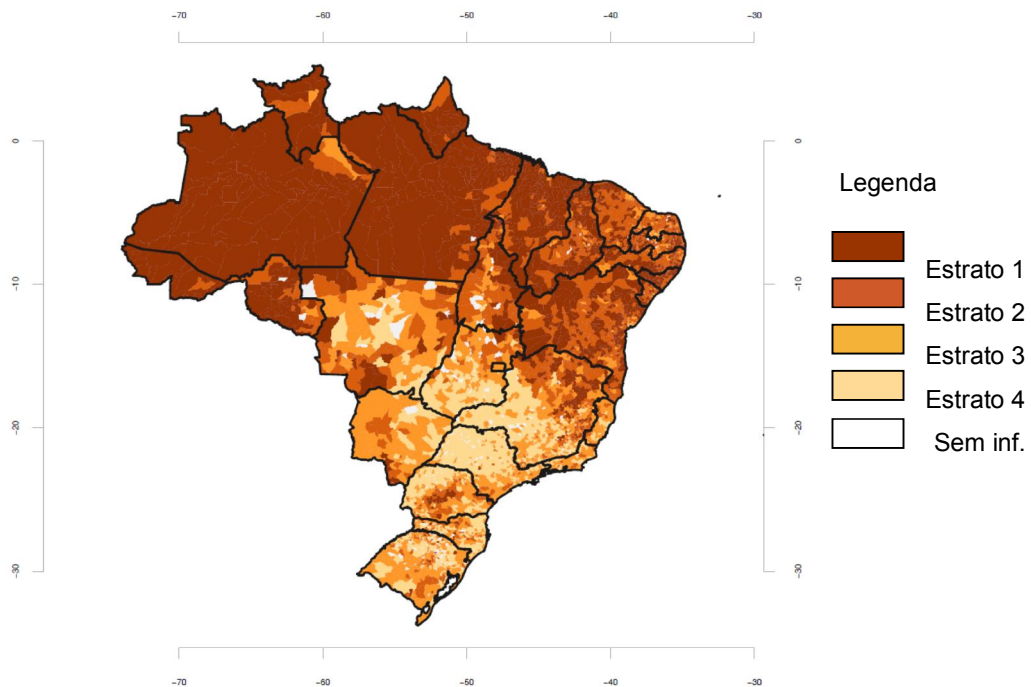 -70 -60 -50 -40 -30
0
-10
-20
-30
0
-10
-20
-30
-70 -60 -50 -40 -30
Legenda
Estrato 1
Estrato 2
Estrato 3
Estrato 4
Sem inf.